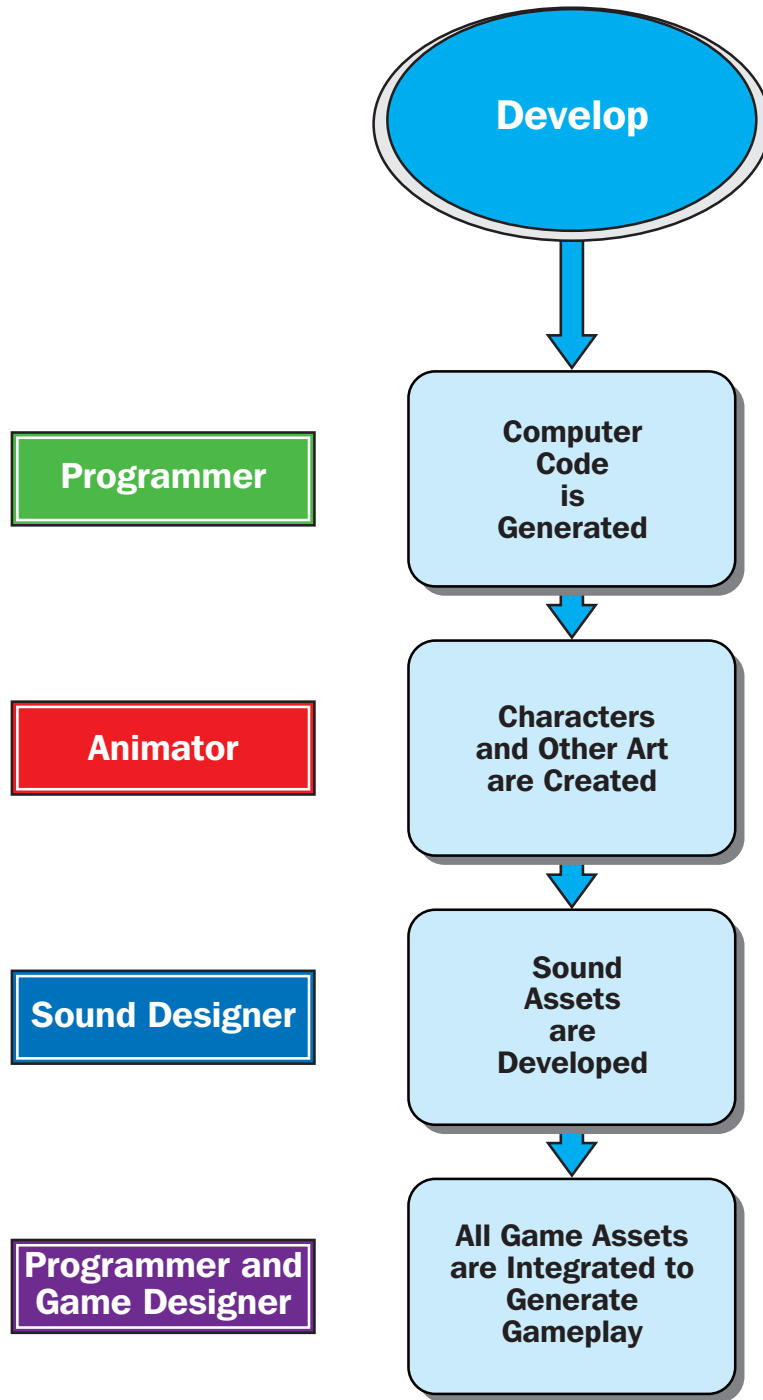 Develop
Programmer
Computer
Code
is
Generated
Animator
Characters
and Other Art
are Created
Sound Designer
Sound
Assets
are
Developed
Programmer and
Game Designer
All Game Assets
are Integrated to
Generate
Gameplay